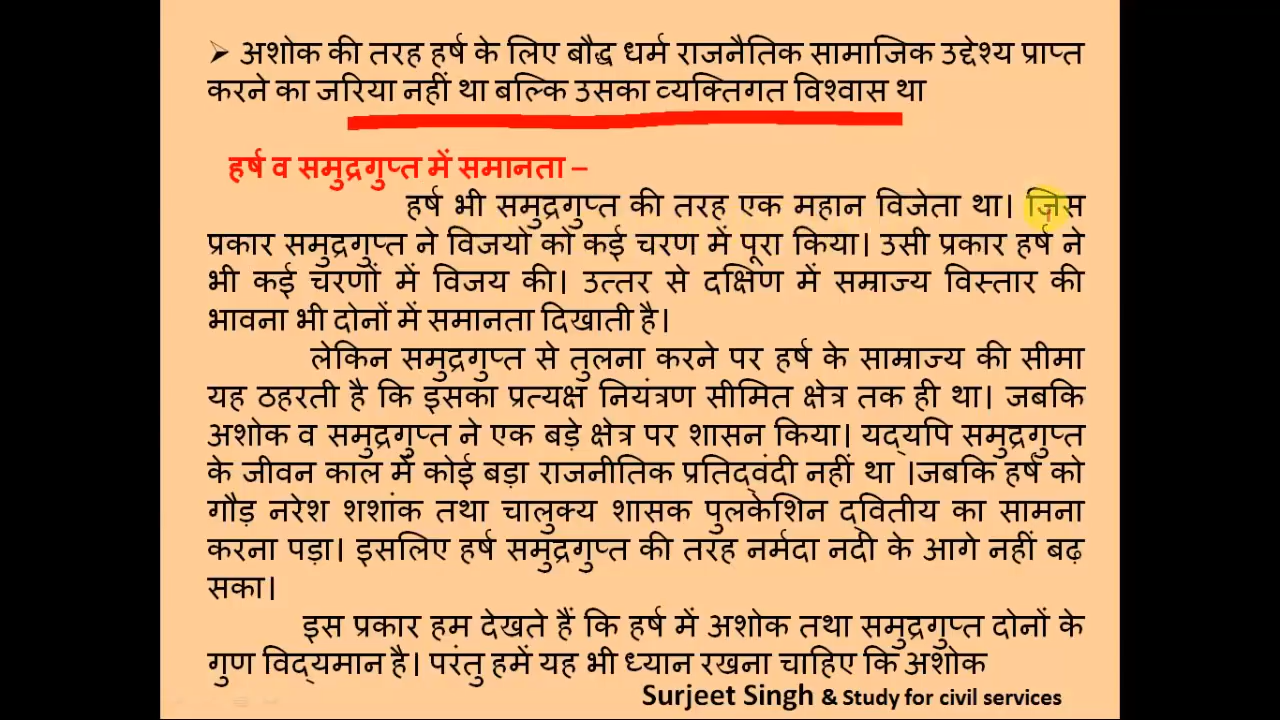 ➢ अशोक की तरह हर्ष के लिए बौद्ध धर्म राजनैतिक सामाजिक उद्देश्य प्राप्त
करने का जरिया नहीं था बल्कि उसका व्यक्तिगत विश्वास था
हर्ष व समुद्रगुप्त में समानता –
हर्ष भी समुद्रगुप्त की तरह एक महान विजेता था। जिस
प्रकार समुद्रगुप्त ने विजयो को कई चरण में पूरा किया। उसी प्रकार हर्ष ने
भी कई चरणों में विजय की। उत्तर से दक्षिण में सम्राज्य विस्तार की
भावना भी दोनों में समानता दिखाती है।
लेकिन समुद्रगुप्त से तुलना करने पर हर्ष के साम्राज्य की सीमा
यह ठहरती है कि इसका प्रत्यक्ष नियंत्रण सीमित क्षेत्र तक ही था। जबकि
अशोक व समुद्रगुप्त ने एक बड़े क्षेत्र पर शासन किया। यद्यपि समुद्रगुप्त
के जीवन काल में कोई बड़ा राजनीतिक प्रतिद्वंदी नहीं था ।जबकि हर्ष को
गौड़ नरेश शशांक तथा चालुक्य शासक पुलकेशिन द्वितीय का सामना
करना पड़ा। इसलिए हर्ष समुद्रगुप्त की तरह नर्मदा नदी के आगे नहीं बढ़
सका।
इस प्रकार हम देखते हैं कि हर्ष में अशोक तथा समुद्रगुप्त दोनों के
गुण विद्यमान है। परंतु हमें यह भी ध्यान रखना चाहिए कि अशोक
Surjeet Singh & Study for civil services